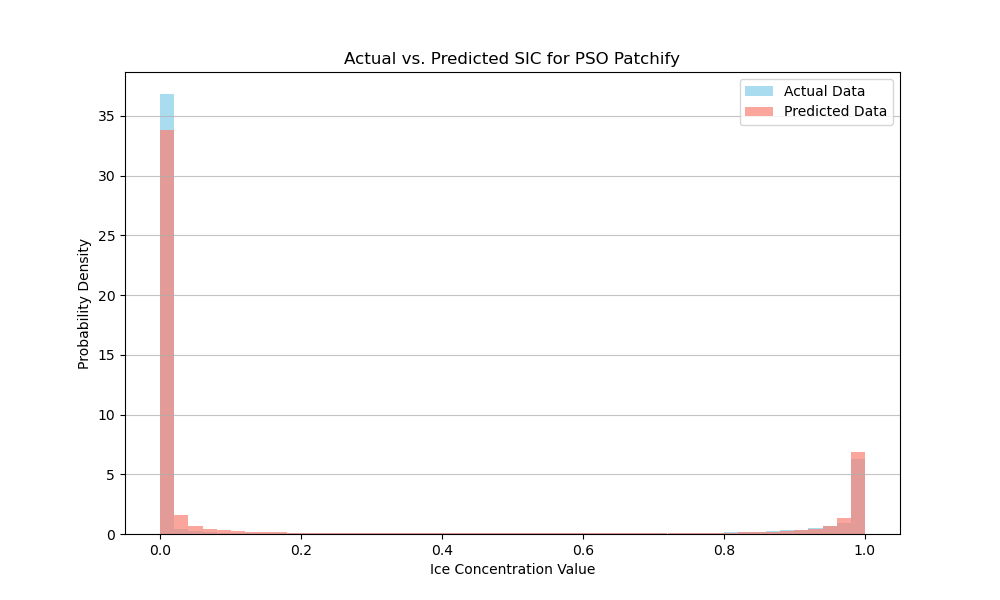 Actual vs. Predicted SIC for PSO Patchify
Actual Data
Predicted Data
Probability Density
35
30
25
20
15
10
5
0
0.0 0.2 0.4 0.6 0.8 1.0
Ice Concentration Value